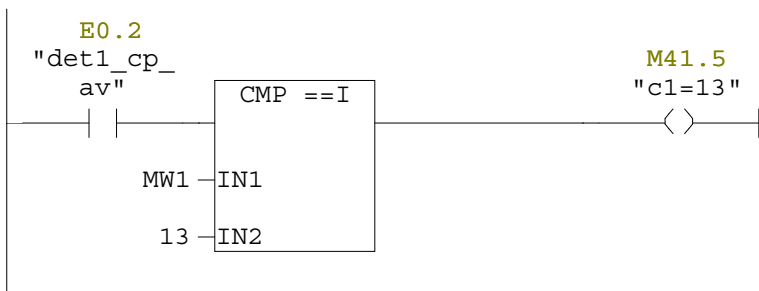 E0.2
"det1_cp_
av"
CMP ==I
M41.5
"c1=13"
MW1
IN1
13
IN2